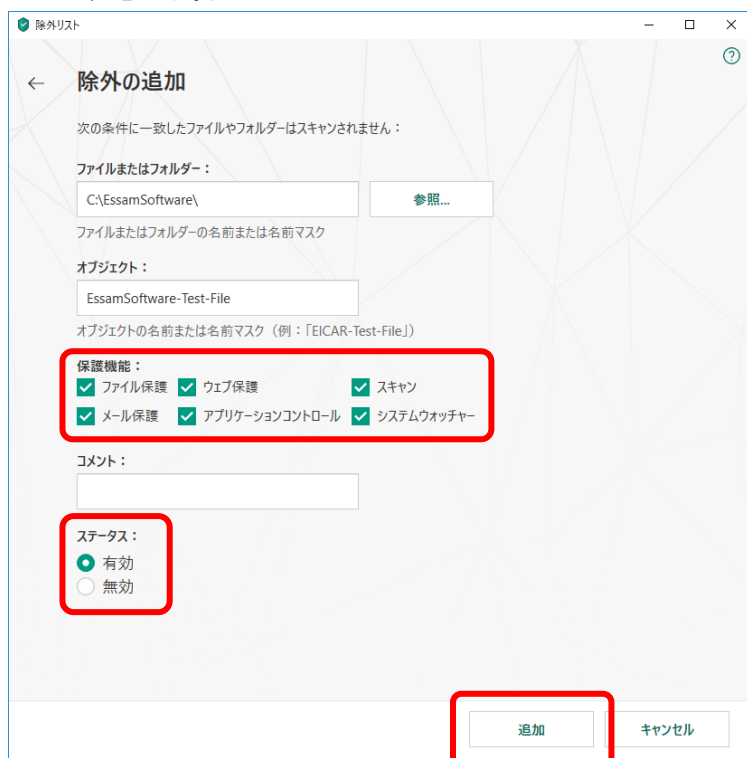 除外リスト
除外の追加
次の条件に一致したファイルやフォルダーはスキャンされません：
ファイルまたはフォルダー：
C:\EssamSoftware\
参照...
ファイルまたはフォルダーの名前または名前マスク
オブジェクト：
EssamSoftware-Test-File
オブジェクトの名前または名前マスク（例：「EICAR-Test-File」）
保護機能：
ファイル保護 ウェブ保護 スキャン
メール保護 アプリケーションコントロール システムウォッチャー
コメント：
ステータス：
有効
無効
追加 キャンセル